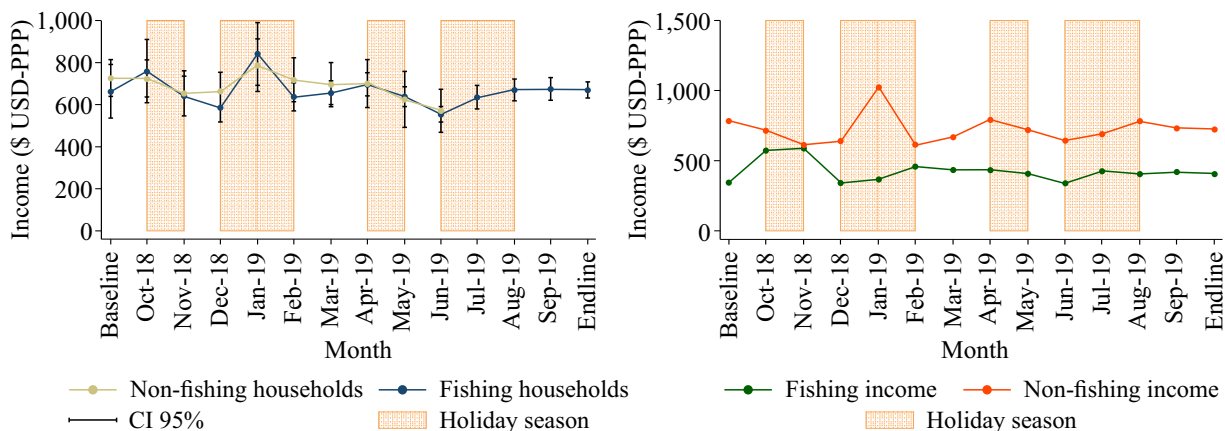 1,000
800
600
400
200
0
Income ($ USD-PPP)
Baseline
Oct- 18
Nov- 18
Dec- 18
Jan- 19
Feb- 19
Mar- 19
Apr- 19
May- 19
Jun- 19
Jul- 19
Aug- 19
Sep- 19
Endline
Month
Non-fishing households
Fishing households
CI 95%
Holiday season
1,500
1,000
500
0
Income ($ USD-PPP)
Baseline
Oct- 18
Nov- 18
Dec- 18
Jan- 19
Feb- 19
Mar- 19
Apr- 19
May- 19
Jun- 19
Jul- 19
Aug- 19
Sep- 19
Endline
Month
Fishing income
Non-fishing income
Holiday season